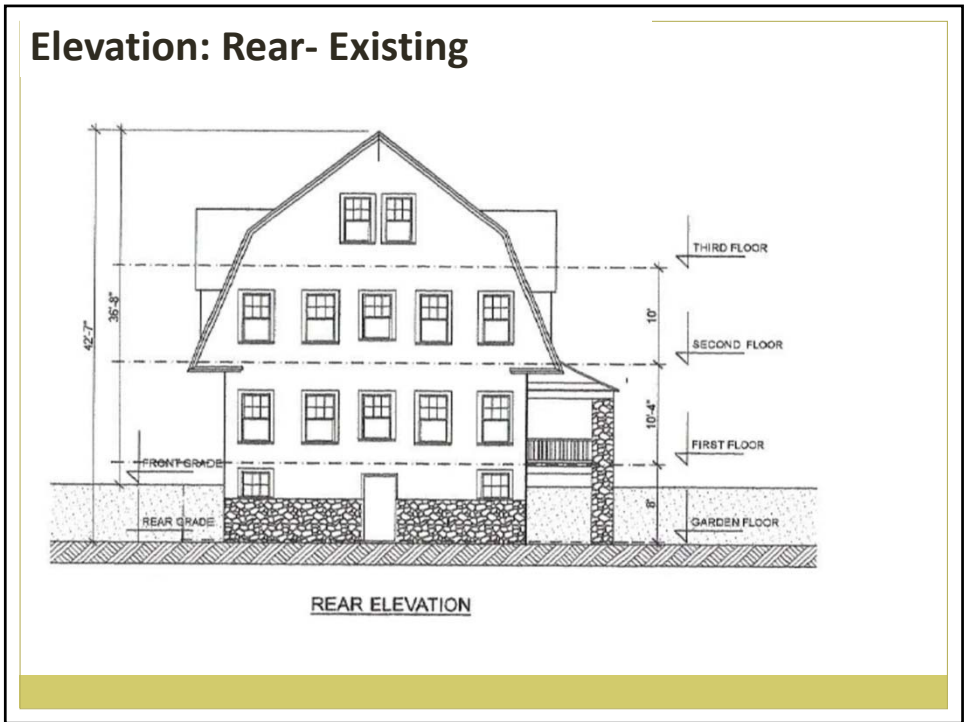 Elevation: Rear- Existing
THIRD FLOOR
36'-8"
10'
42'-7"
SECOND FLOOR
10'-4"
FIRST FLOOR
FRONT GRADE
8'
REAR GRADE
GARDEN FLOOR
REAR ELEVATION